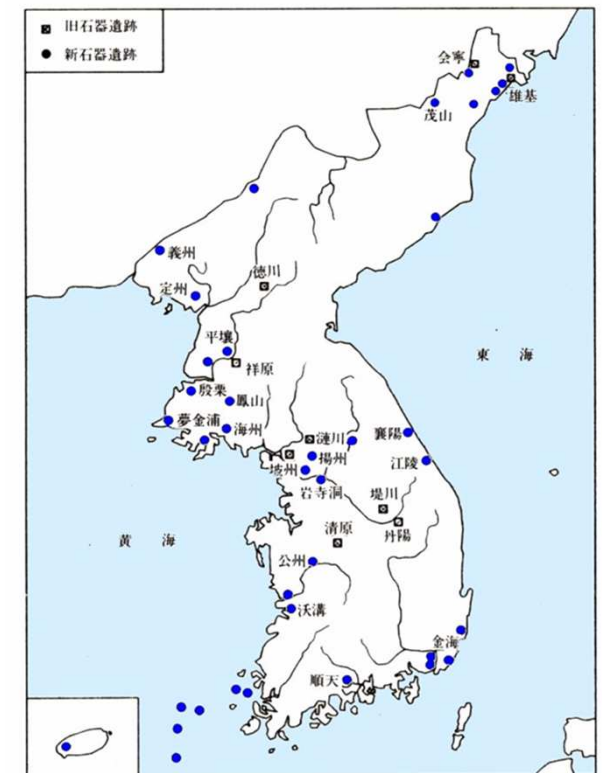 旧石器遺跡
新石器遺跡
会寧
雄基
茂山
義州
徳川
定州
平壌
祥原
殷栗
鳳山
夢金浦
海州
東海
漣川
襄陽
揚州
坡州
江陵
岩寺洞
堤川
丹陽
清原
黄海
公州
沃溝
金海
順天